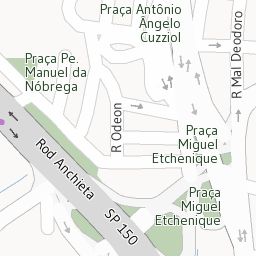 Praça Antônio
Ângelo
Cuzziol
Praça Pe.
Manuel da
Nóbrega
R Mal Deodoro
R Odeon
Praça
Miguel
Etchenique
Rod Anchieta
SP 150
Praça
Miguel
Etchenique